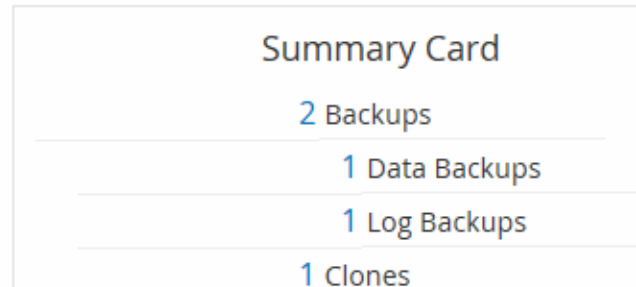 Summary Card
2 Backups
1 Data Backups
1 Log Backups
1 Clones